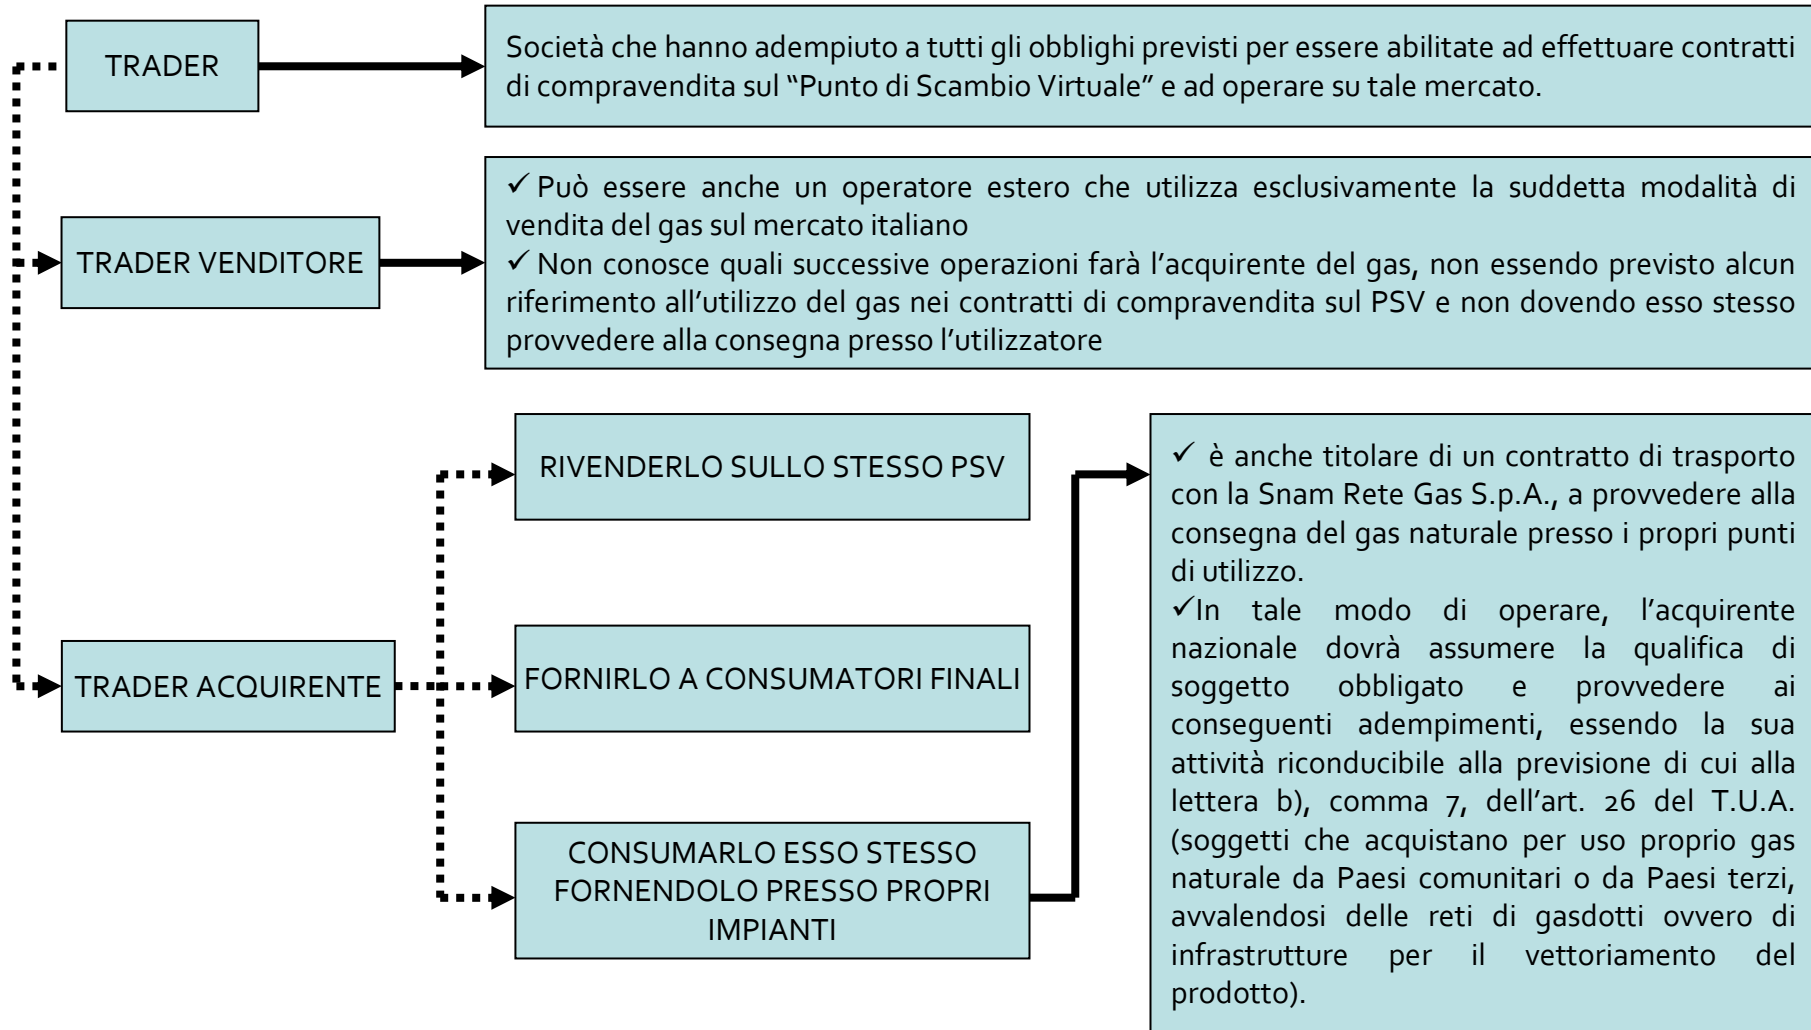 TRADER
Società che hanno adempiuto a tutti gli obblighi previsti per essere abilitate ad effettuare contratti
di compravendita sul “Punto di Scambio Virtuale” e ad operare su tale mercato.
TRADER VENDITORE
✓ Può essere anche un operatore estero che utilizza esclusivamente la suddetta modalità di
vendita del gas sul mercato italiano
✓ Non conosce quali successive operazioni farà l’acquirente del gas, non essendo previsto alcun
riferimento all’utilizzo del gas nei contratti di compravendita sul PSV e non dovendo esso stesso
provvedere alla consegna presso l’utilizzatore
TRADER ACQUIRENTE
RIVENDERLO SULLO STESSO PSV
FORNIRLO A CONSUMATORI FINALI
CONSUMARLO ESSO STESSO
FORNENDOLO PRESSO PROPRI
IMPIANTI
✓ è anche titolare di un contratto di trasporto
con la Snam Rete Gas S.p.A., a provvedere alla
consegna del gas naturale presso i propri punti
di utilizzo.
✓In tale modo di operare, l’acquirente
nazionale dovrà assumere la qualifica di
soggetto obbligato e provvedere ai
conseguenti adempimenti, essendo la sua
attività riconducibile alla previsione di cui alla
lettera b), comma 7, dell’art. 26 del T.U.A.
(soggetti che acquistano per uso proprio gas
naturale da Paesi comunitari o da Paesi terzi,
avvalendosi delle reti di gasdotti ovvero di
infrastrutture per il vettoriamento del
prodotto).